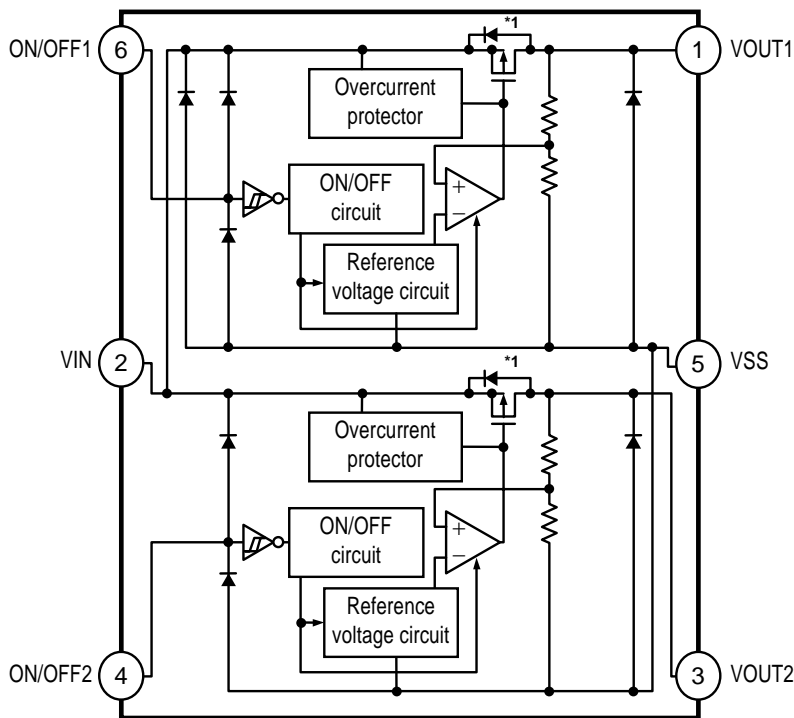 *1
ON/OFF1
6
1
VOUT1
Overcurrent
protector
+
−
ON/OFF
circuit
Reference
voltage circuit
VIN
2
*1
5
VSS
Overcurrent
protector
+
−
ON/OFF
circuit
Reference
voltage circuit
ON/OFF2
4
3
VOUT2